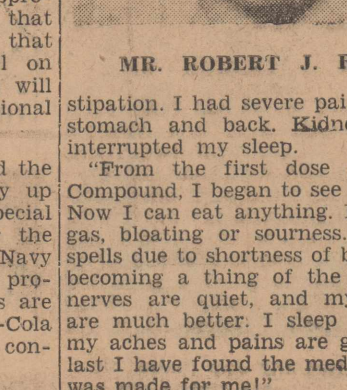 that
that
l on
will
ional
d the
y up
pecial
the
Navy
pro-
s are
-Cola
con-
MR. ROBERT J.
stipation. I had severe pai
stomach and back. Kidne
interrupted my sleep.
"From the first dose
Compound, I began to see
Now I can eat anything.
gas, bloating or sourness.
spells due to shortness of b
becoming a thing of the
nerves are quiet, and my
are much better. I sleep
my aches and pains are g
last I have found the med
was made for me!"